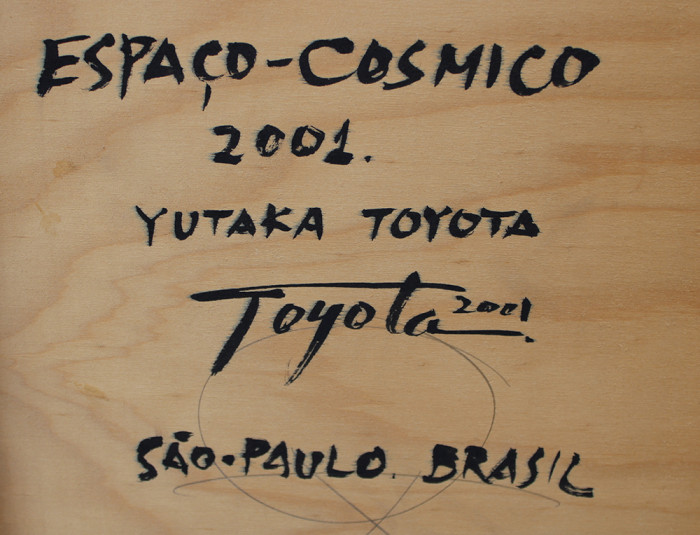 ESPAÇO-COSMICO
2001.
YUTAKA TOYOTA
Toyota 2001.
SÃO-PAULO. BRASIL